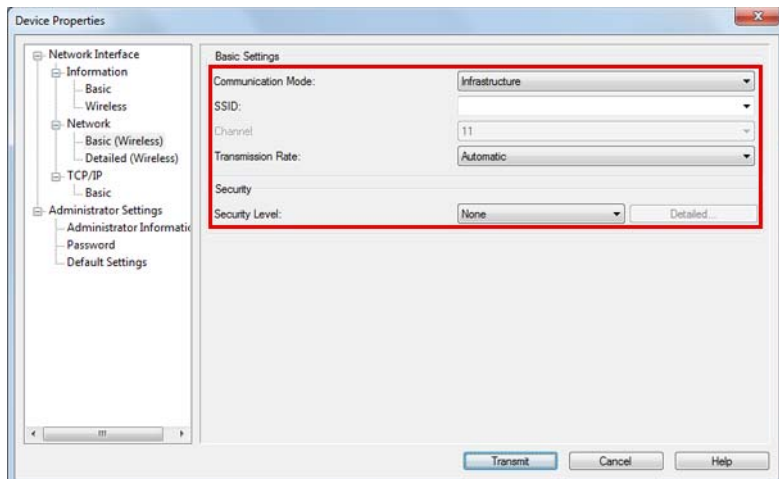 Device Properties
Network Interface
Information
Basic
Wireless
Network
Basic (Wireless)
Detailed (Wireless)
TCP/IP
Basic
Administrator Settings
Administrator Informatic
Password
Default Settings
Basic Settings
Communication Mode: Infrastructure
SSID:
Channel 11
Transmission Rate: Automatic
Security
Security Level: None Detailed...
Transmit Cancel Help